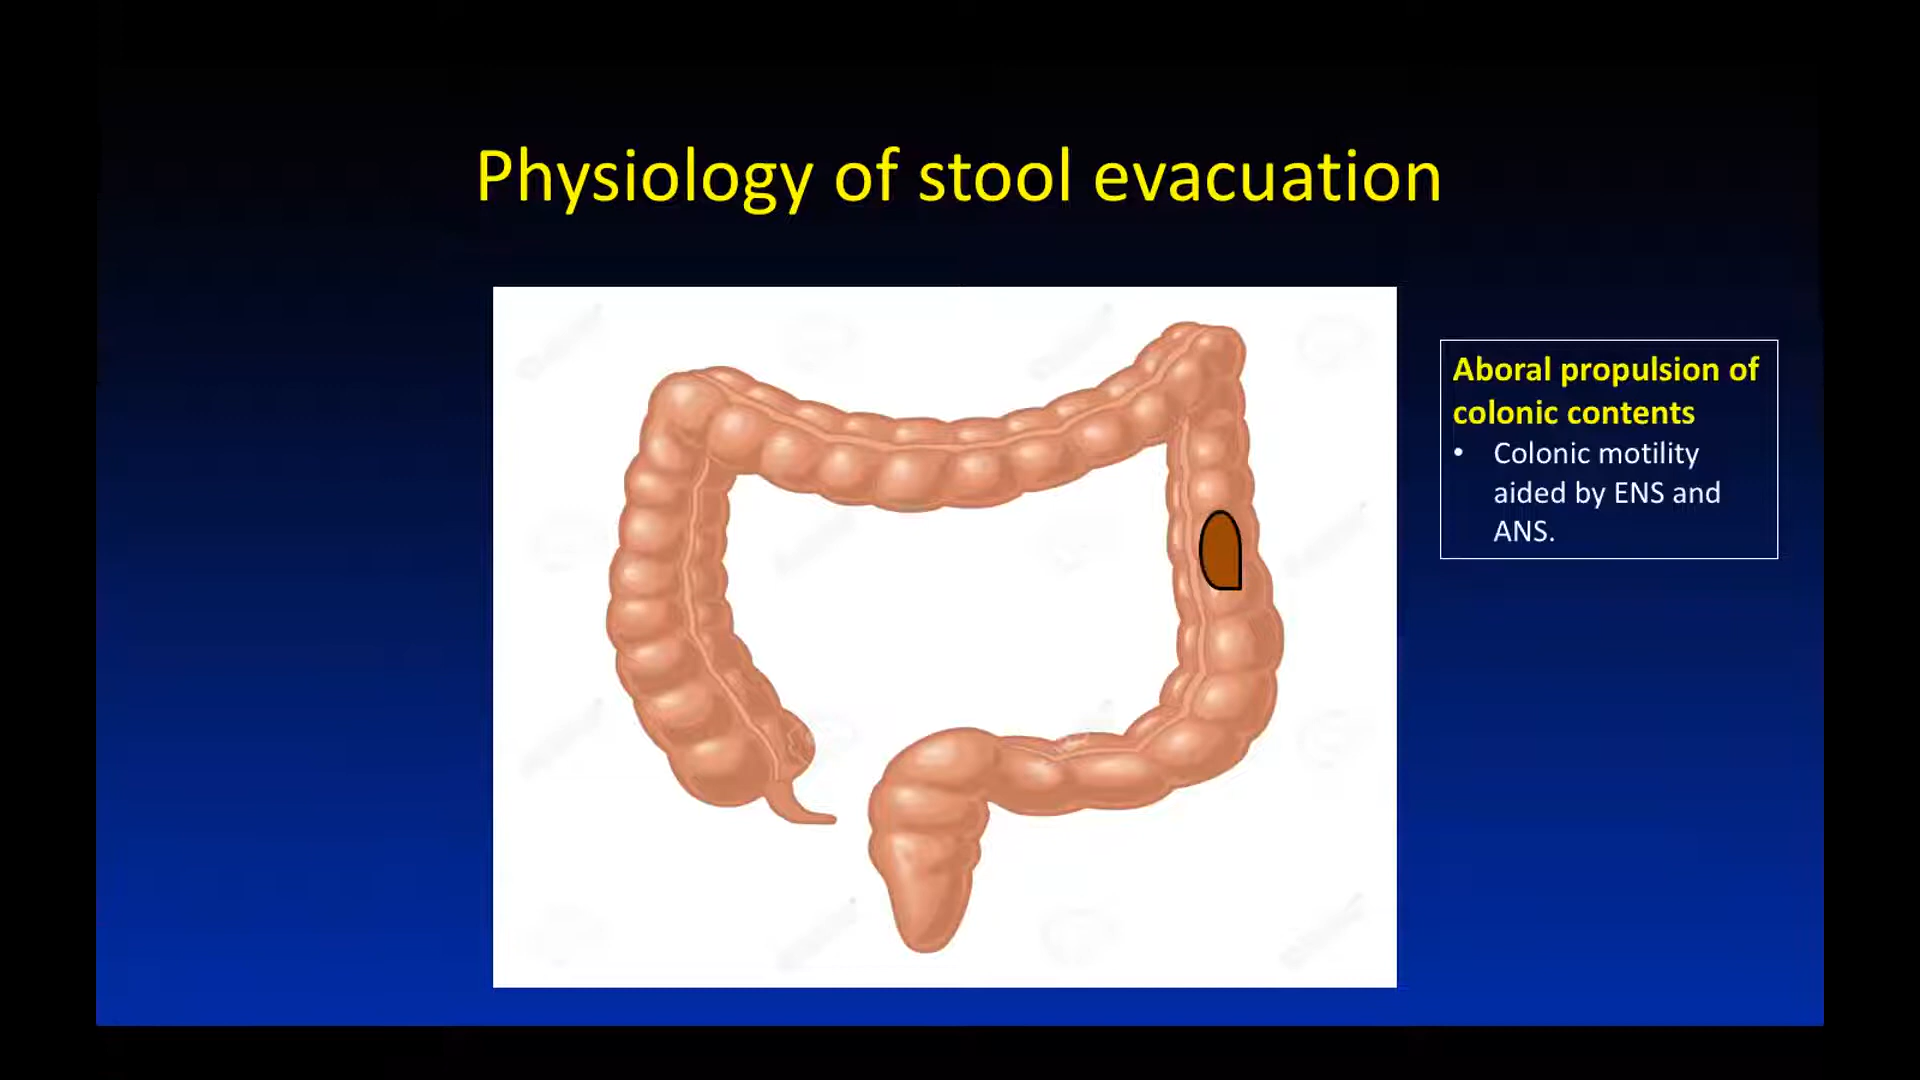 Physiology of stool evacuation
Aboral propulsion of
colonic contents
• Colonic motility
aided by ENS and
ANS.